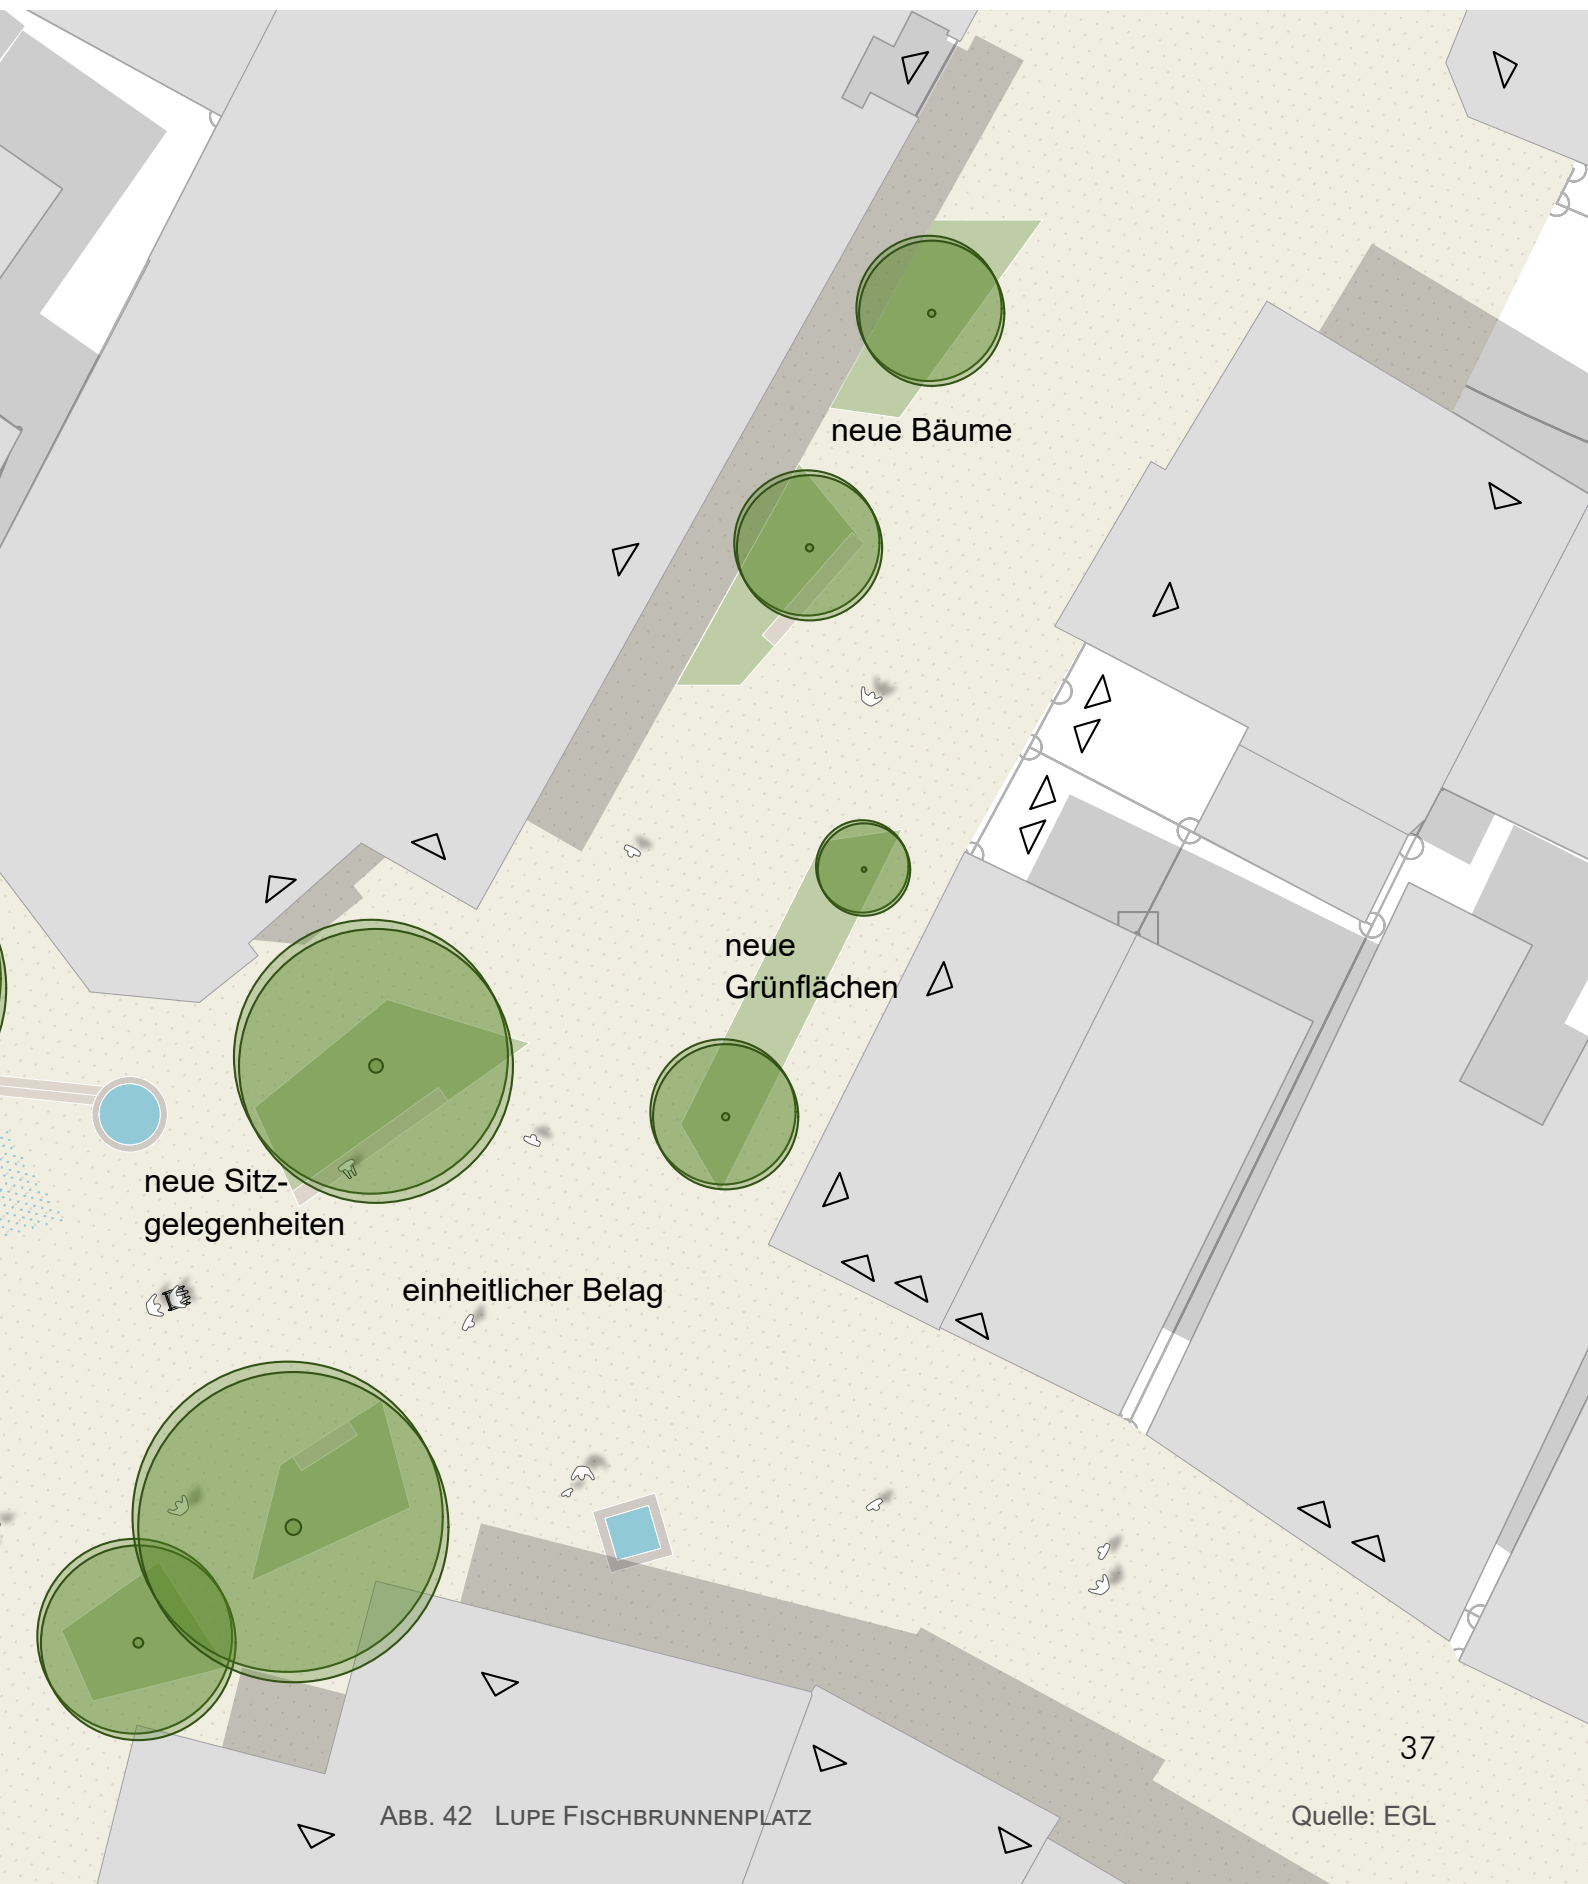 neue Bäume
neue
Grünflächen
neue Sitz-
gelegenheiten
einheitlicher Belag
37
Abb. 42 Lupe Fischbrunnenplatz
Quelle: EGL